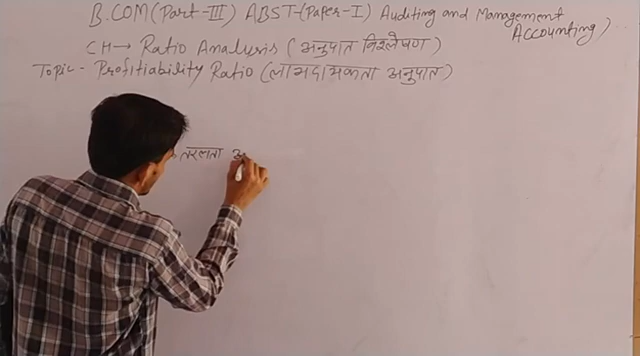 B.COM (Part-III) ABST-(Paper-I) Auditing and Management Accounting)
CH→ Ratio Analysis (अनुपात विश्लेषण)
Topic - Profitiability Ratio (लाभदायकता अनुपात)
तरलता अ